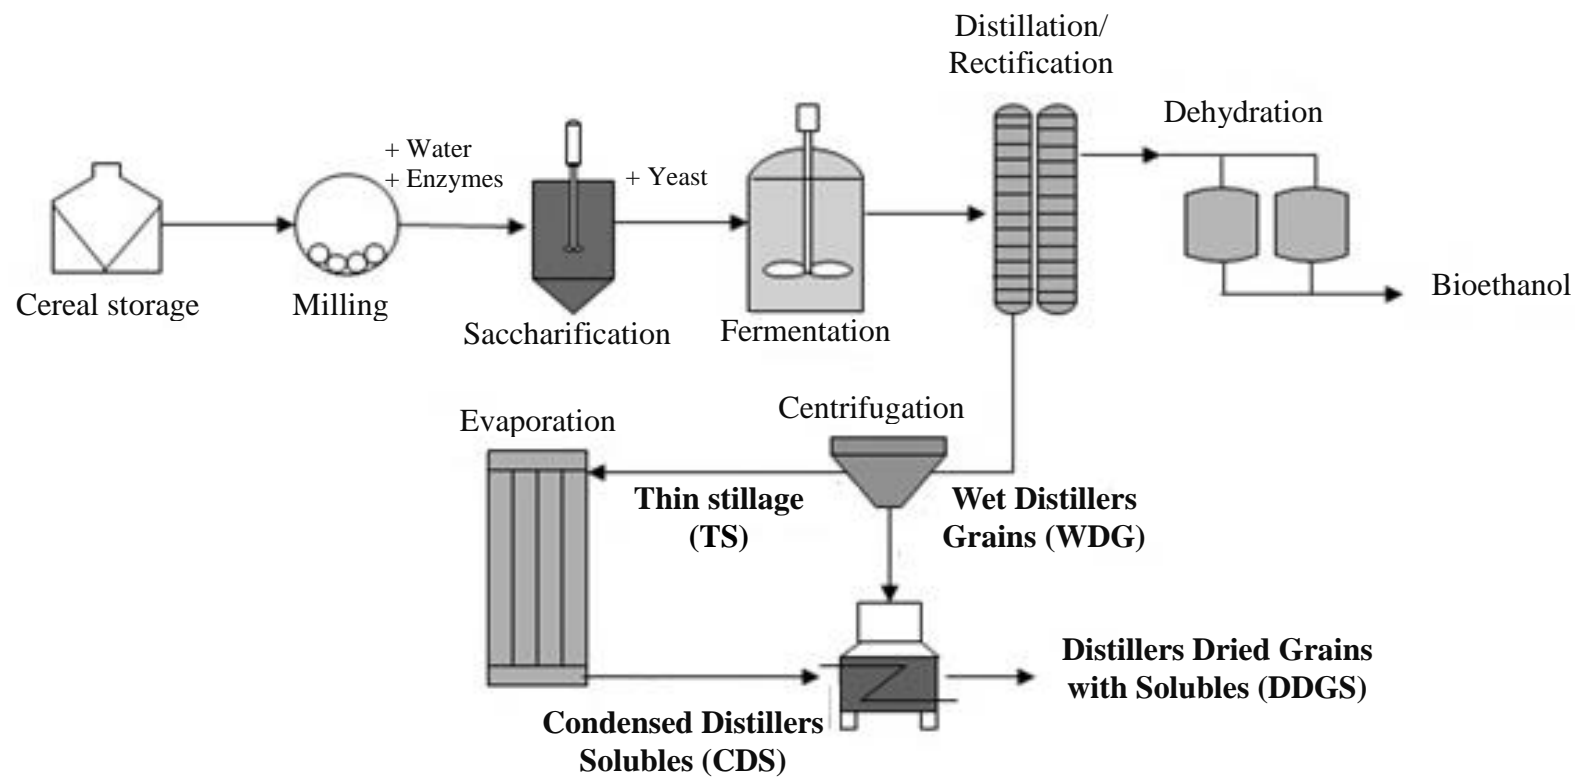 Distillation/
Rectification
Dehydration
+ Water
+ Enzymes
+ Yeast
Cereal storage
Milling
Saccharification
Fermentation
Bioethanol
Evaporation
Centrifugation
Thin stillage
(TS)
Wet Distillers
Grains (WDG)
Distillers Dried Grains
with Solubles (DDGS)
Condensed Distillers
Solubles (CDS)